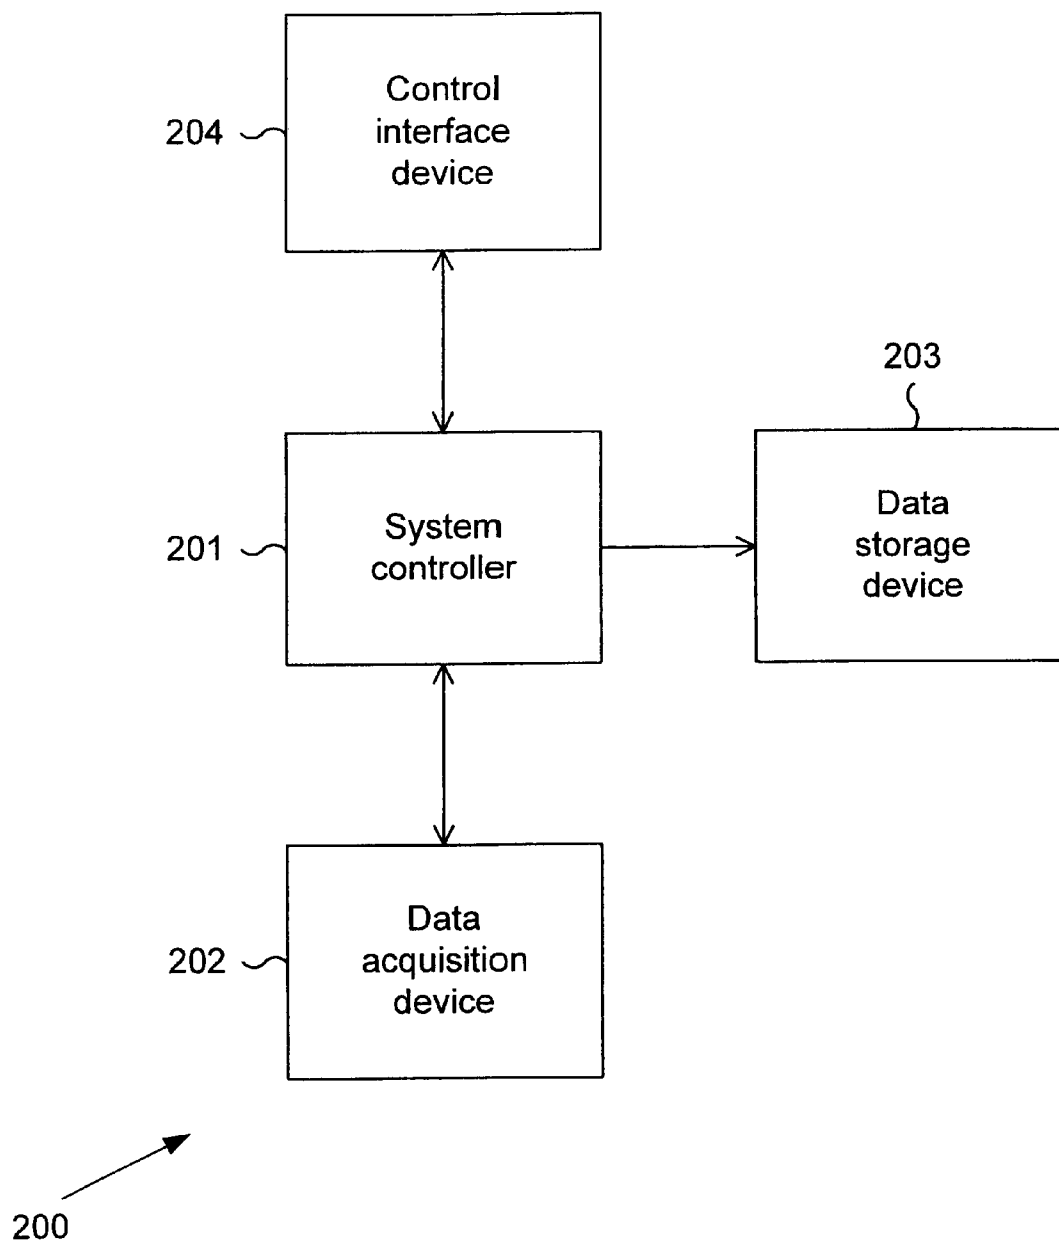 Control
interface
device
204
203
System
controller
201
Data
storage
device
Data
acquisition
device
202
200